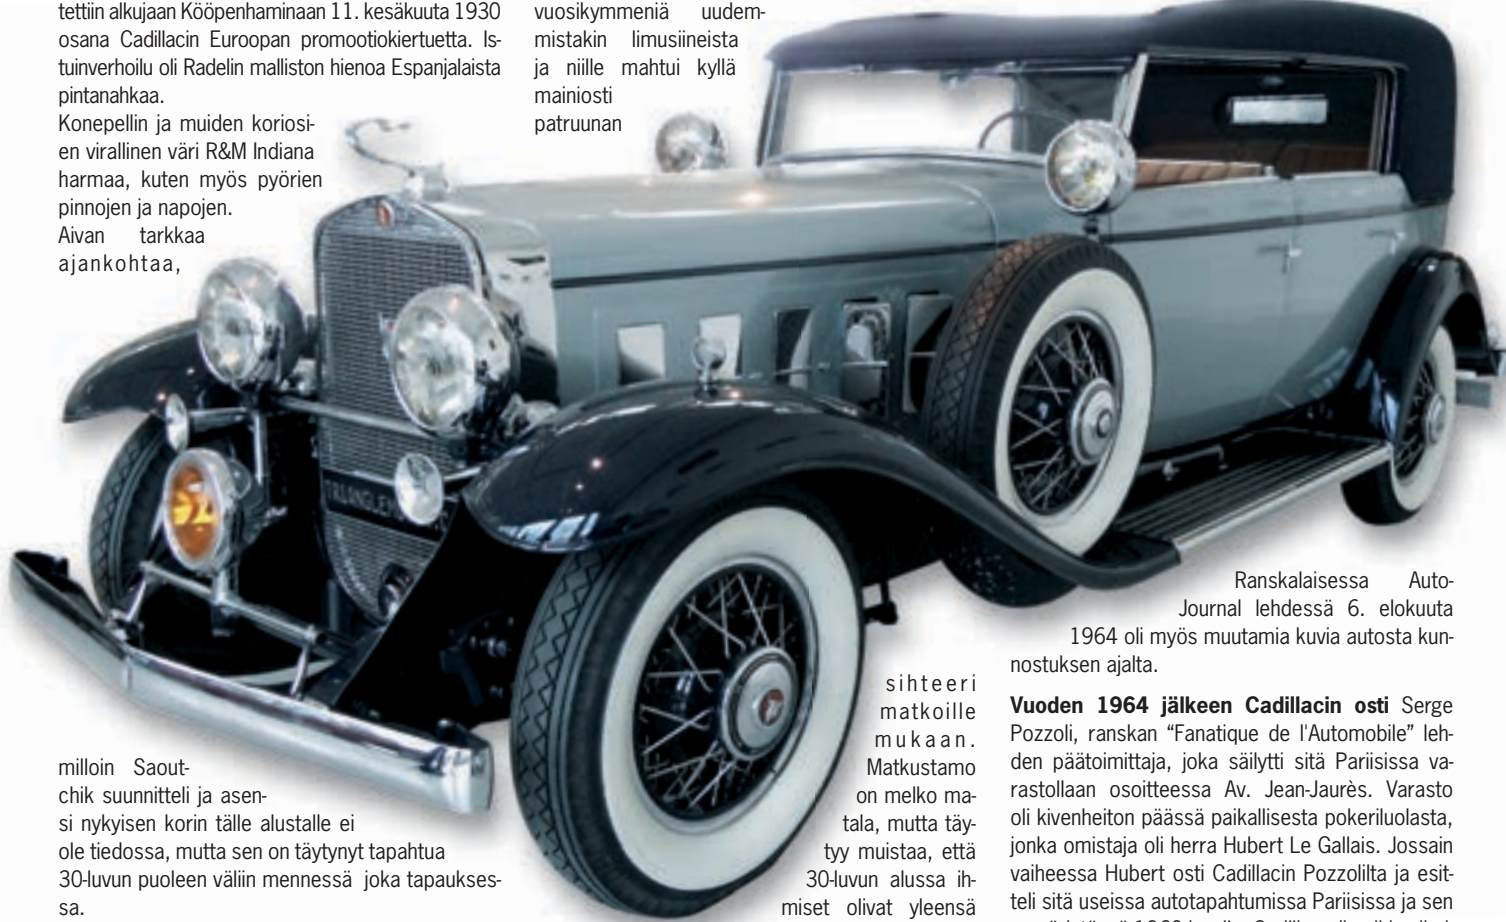 tettiin alkujaan Kööpenhaminaan 11. kesäkuuta 1930
osana Cadillacin Euroopan promootiokiertuetta. Is-
tuinverhoilu oli Radelin malliston hienoa Espanjalaista
pintanahkaa.
Konepellin ja muiden koriosi-
en virallinen väri R&M Indiana
harmaa, kuten myös pyörien
pinnojen ja napojen.
Aivan tarkkaa
ajankohtaa,
milloin Saout-
chik suunnitteli ja asen-
si nykyisen korin tälle alustalle ei
ole tiedossa, mutta sen on täytynyt tapahtua
30-luvun puoleen väliin mennessä joka tapaukses-
sa.
vuosikymmeniä uudem-
mistakin limusiineista
ja niille mahtui kyllä
mainiosti
patruunan
sihteeri
matkoille
mukaan.
Matkustamo
on melko ma-
tala, mutta täy-
tyy muistaa, että
30-luvun alussa ih-
miset olivat yleensä
Ranskalaisessa Auto-
Journal lehdessä 6. elokuuta
1964 oli myös muutamia kuvia autosta kun-
nostuksen ajalta.
Vuoden 1964 jälkeen Cadillacin osti Serge
Pozzoli, ranskan “Fanatique de l'Automobile” leh-
den päätoimittaja, joka säilytti sitä Pariisissa va-
rastollaan osoitteessa Av. Jean-Jaurès. Varasto
oli kivenheiton päässä paikallisesta pokeriluolasta,
jonka omistaja oli herra Hubert Le Gallais. Jossain
vaiheessa Hubert osti Cadillacin Pozzolilta ja esit-
teli sitä useissa autotapahtumissa Pariisissa ja sen